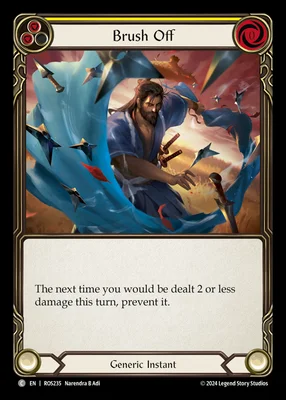 Brush Off
The next time you would be dealt 2 or less
damage this turn, prevent it.
Generic Instant
C EN | ROS235 Narendra B Adi
© 2024 Legend Story Studios